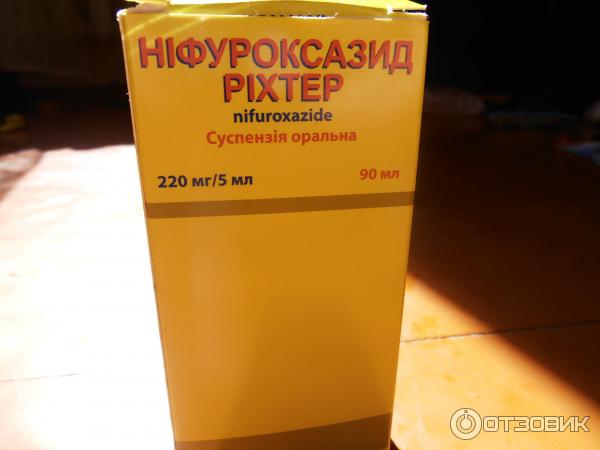 НІФУРОКСАЗИД
РІХТЕР
nifuroxazide
Суспензія оральна
220 мг/5 мл
90 мл
ОТЗОВИК